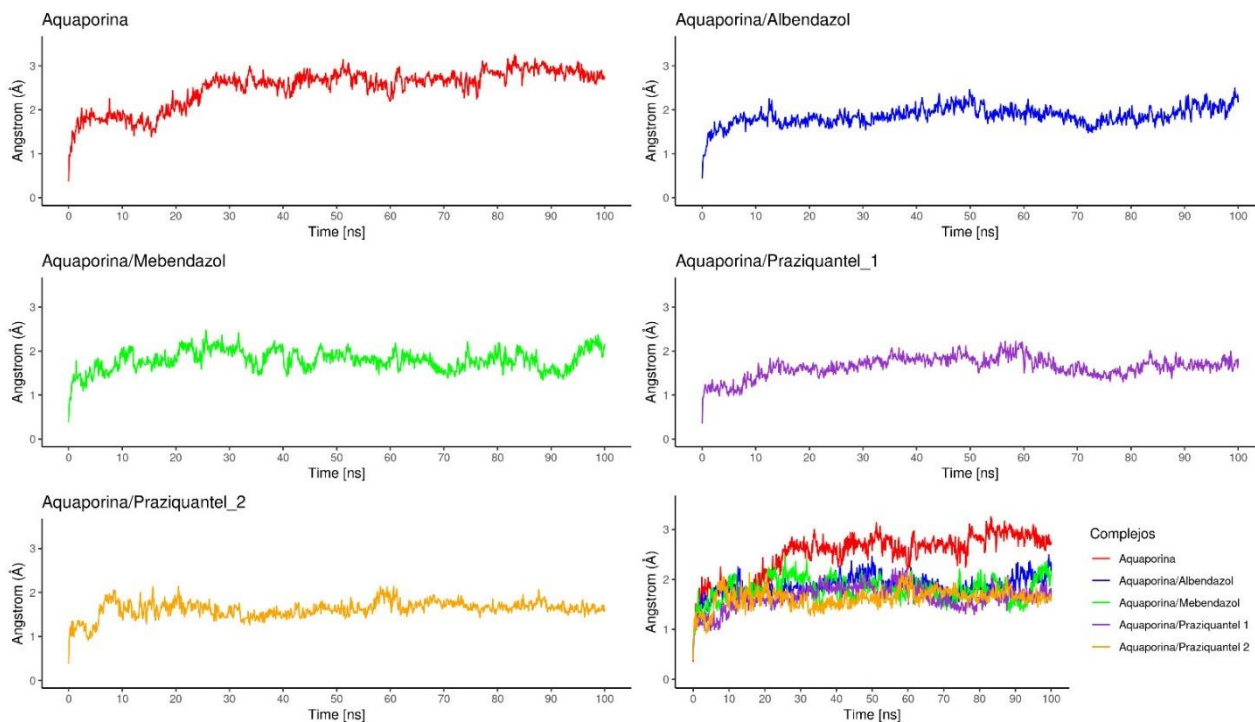 Aquaporina
Angstrom (Å)
3
2
1
0
0 10 20 30 40 50 60 70 80 90 100
Time [ns]
Aquaporina/Albendazol
Angstrom (Å)
3
2
1
0
0 10 20 30 40 50 60 70 80 90 100
Time [ns]
Aquaporina/Mebendazol
Angstrom (Å)
3
2
1
0
0 10 20 30 40 50 60 70 80 90 100
Time [ns]
Aquaporina/Praziquantel_1
Angstrom (Å)
3
2
1
0
0 10 20 30 40 50 60 70 80 90 100
Time [ns]
Aquaporina/Praziquantel_2
Angstrom (Å)
3
2
1
0
0 10 20 30 40 50 60 70 80 90 100
Time [ns]
Angstrom (Å)
3
2
1
0
0 10 20 30 40 50 60 70 80 90 100
Time [ns]
Complejos
Aquaporina
Aquaporina/Albendazol
Aquaporina/Mebendazol
Aquaporina/Praziquantel 1
Aquaporina/Praziquantel 2